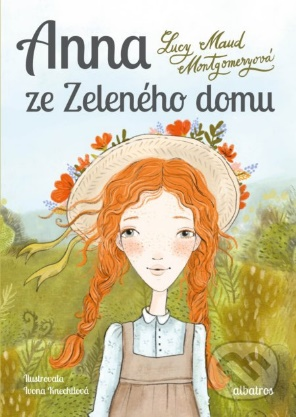 Anna
Lucy Maud
Montgomeryová
ze Zeleného domu
Ilustrovala
Ivona Knechtlová
albatros